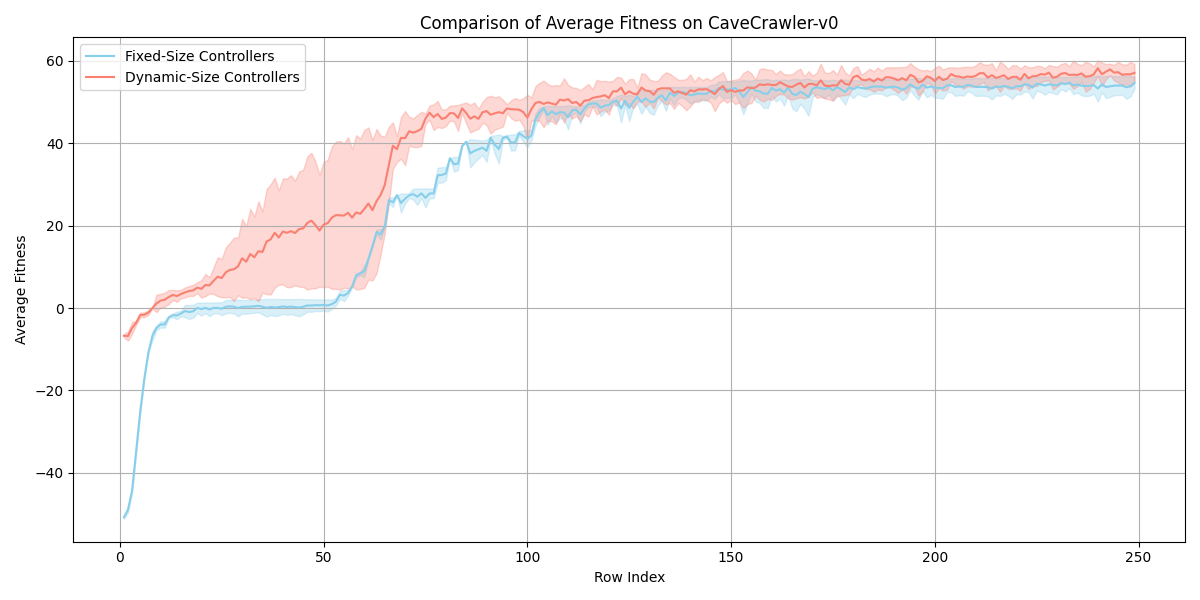 Comparison of Average Fitness on CaveCrawler-v0
Fixed-Size Controllers
Dynamic-Size Controllers
Average Fitness
60
40
20
0
−20
−40
0 50 100 150 200 250
Row Index